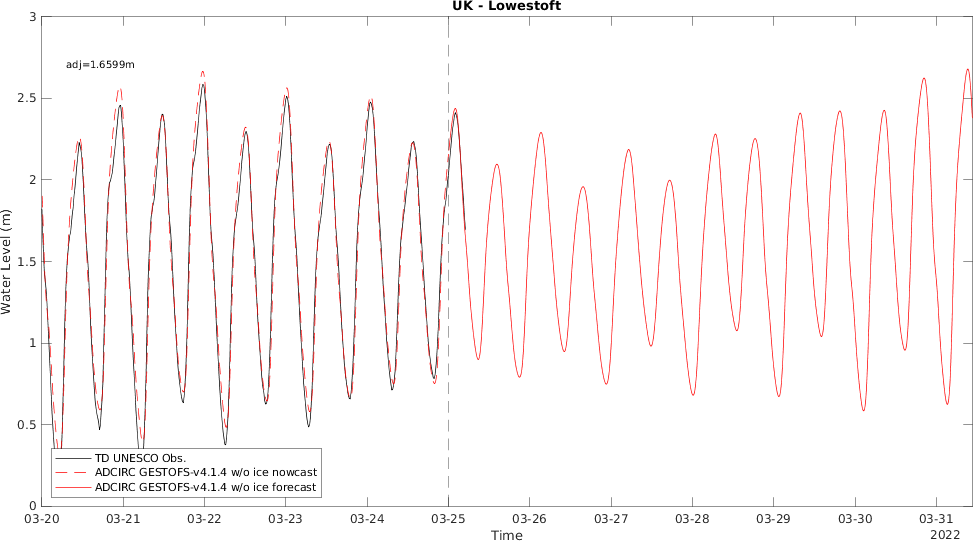 UK - Lowestoft
adj=1.6599m
Water Level (m)
3
2.5
2
1.5
1
0.5
0
TD UNESCO Obs.
ADCIRC GESTOFS-v4.1.4 w/o ice nowcast
ADCIRC GESTOFS-v4.1.4 w/o ice forecast
03-20 03-21 03-22 03-23 03-24 03-25 03-26 03-27 03-28 03-29 03-30 03-31
Time
2022